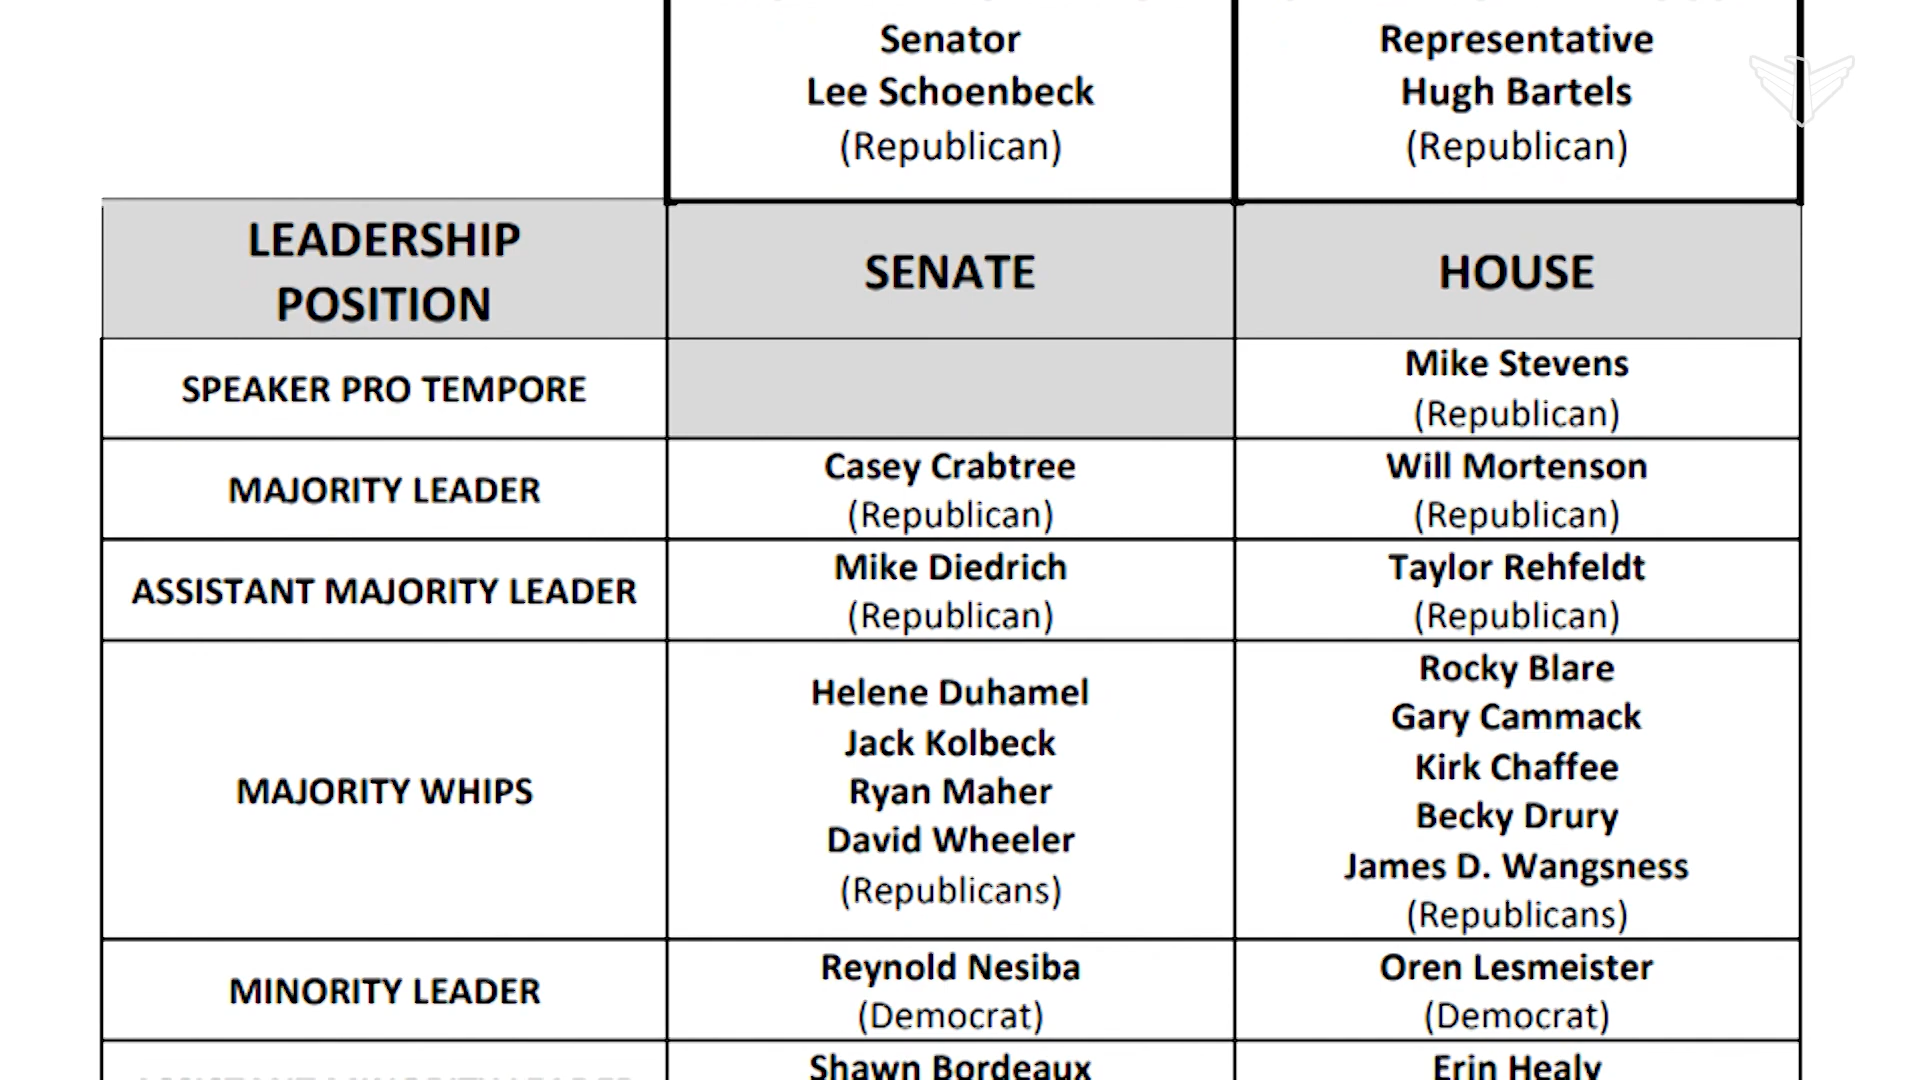 Senator
Lee Schoenbeck
(Republican)
Representative
Hugh Bartels
(Republican)
LEADERSHIP
POSITION
SENATE
HOUSE
SPEAKER PRO TEMPORE
Mike Stevens
(Republican)
MAJORITY LEADER
Casey Crabtree
(Republican)
Will Mortenson
(Republican)
ASSISTANT MAJORITY LEADER
Mike Diedrich
(Republican)
Taylor Rehfeldt
(Republican)
MAJORITY WHIPS
Helene Duhamel
Jack Kolbeck
Ryan Maher
David Wheeler
(Republicans)
Rocky Blare
Gary Cammack
Kirk Chaffee
Becky Drury
James D. Wangsness
(Republicans)
MINORITY LEADER
Reynold Nesiba
(Democrat)
Oren Lesmeister
(Democrat)
ASSISTANT MINORITY LEADER
Shawn Bordeaux
Erin Healy